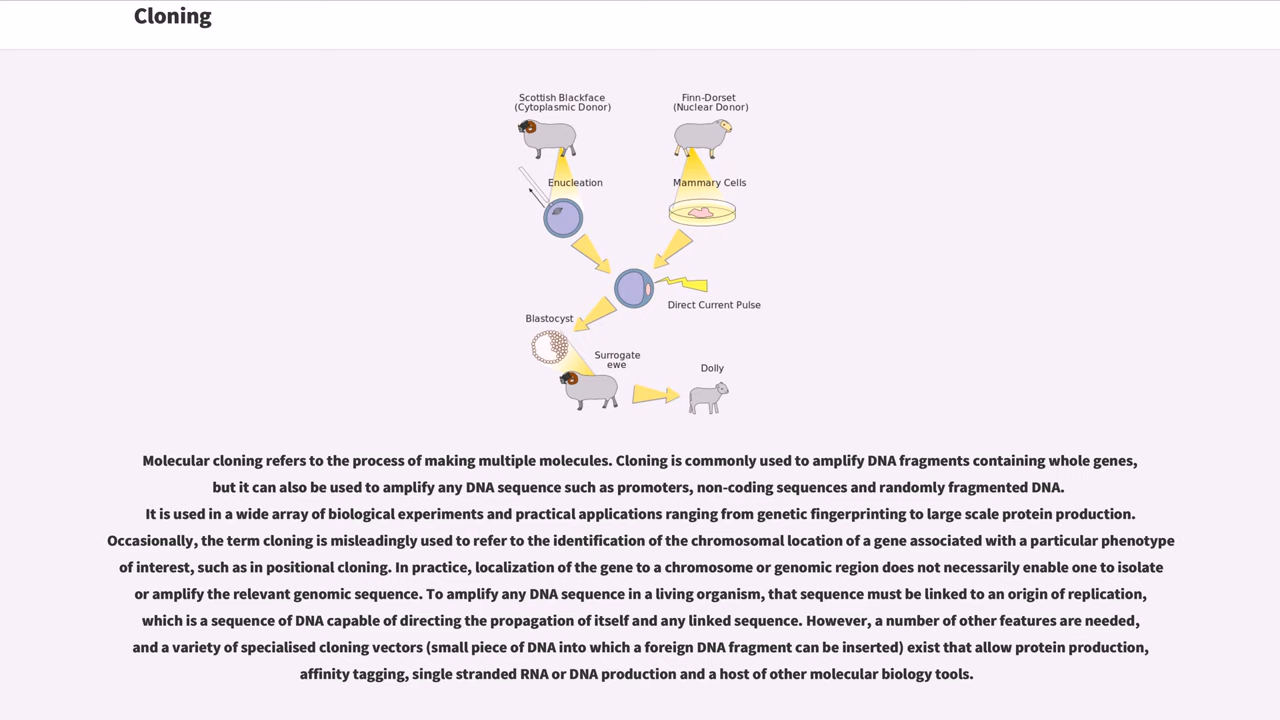 Cloning
Scottish Blackface
(Cytoplasmic Donor)
Finn-Dorset
(Nuclear Donor)
Enucleation
Mammary Cells
Direct Current Pulse
Blastocyst
Surrogate
ewe
Dolly
Molecular cloning refers to the process of making multiple molecules. Cloning is commonly used to amplify DNA fragments containing whole genes,
but it can also be used to amplify any DNA sequence such as promoters, non-coding sequences and randomly fragmented DNA.
It is used in a wide array of biological experiments and practical applications ranging from genetic fingerprinting to large scale protein production.
Occasionally, the term cloning is misleadingly used to refer to the identification of the chromosomal location of a gene associated with a particular phenotype
of interest, such as in positional cloning. In practice, localization of the gene to a chromosome or genomic region does not necessarily enable one to isolate
or amplify the relevant genomic sequence. To amplify any DNA sequence in a living organism, that sequence must be linked to an origin of replication,
which is a sequence of DNA capable of directing the propagation of itself and any linked sequence. However, a number of other features are needed,
and a variety of specialised cloning vectors (small piece of DNA into which a foreign DNA fragment can be inserted) exist that allow protein production,
affinity tagging, single stranded RNA or DNA production and a host of other molecular biology tools.